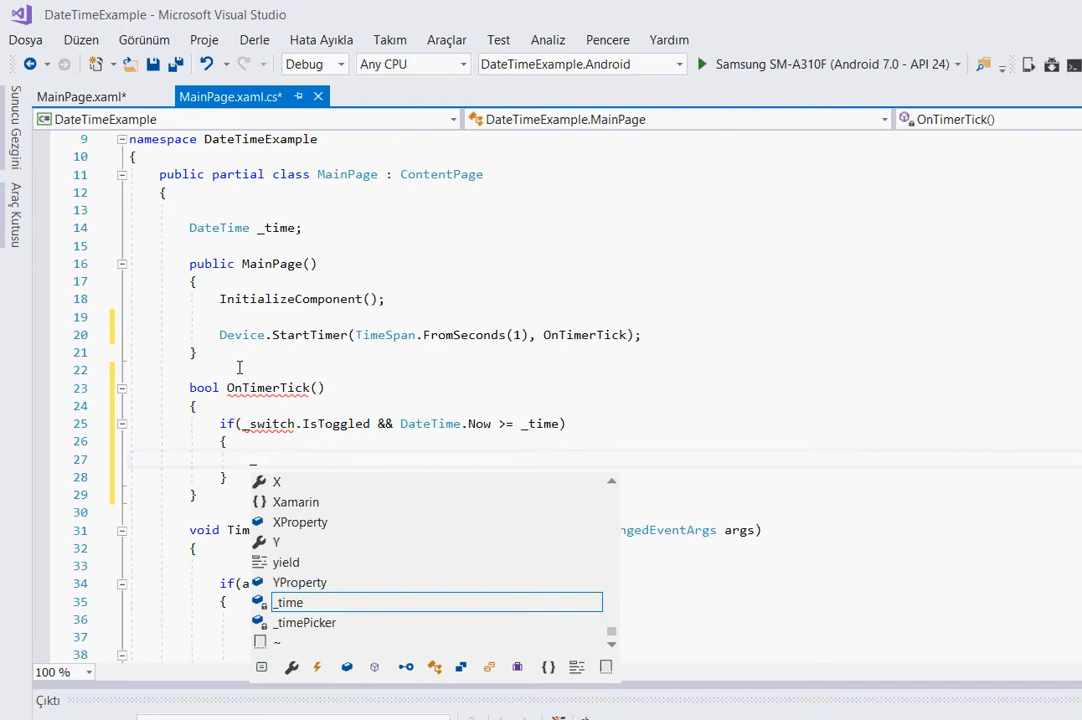 DateTimeExample - Microsoft Visual Studio
Dosya Düzen Görünüm Proje Derle Hata Ayıkla Takım Araçlar Test Analiz Pencere Yardım
Debug Any CPU DateTimeExample.Android Samsung SM-A310F (Android 7.0 - API 24)
Sunucu Gezgini
Araç Kutusu
MainPage.xaml* MainPage.xaml.cs*
DateTimeExample DateTimeExample.MainPage OnTimerTick()
9 namespace DateTimeExample
10 {
11 public partial class MainPage : ContentPage
12 {
13
14 DateTime _time;
15
16 public MainPage()
17 {
18 InitializeComponent();
19
20 Device.StartTimer(TimeSpan.FromSeconds(1), OnTimerTick);
21 }
22
23 bool OnTimerTick()
24 {
25 if(_switch.IsToggled && DateTime.Now >= _time)
26 {
27 _
28 }
29 }
30
31 void Tim ngedEventArgs args)
32 {
33
34 if(a
35 {
36
37
38
X
Xamarin
XProperty
Y
yield
YProperty
_time
_timePicker
~
100 %
Çıktı